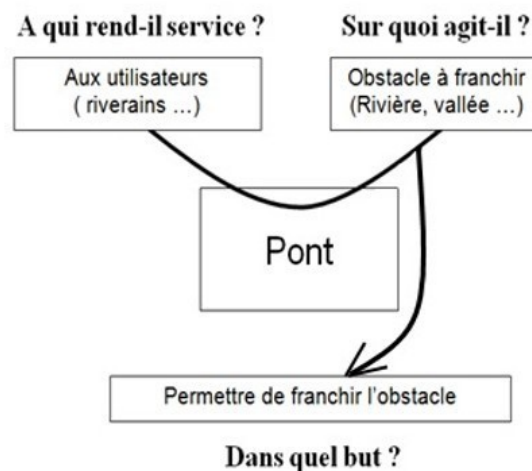 A qui rend-il service ?
Sur quoi agit-il ?
Aux utilisateurs
( riverains ...)
Obstacle à franchir
(Rivière, vallée ...)
Pont
Permettre de franchir l'obstacle
Dans quel but ?